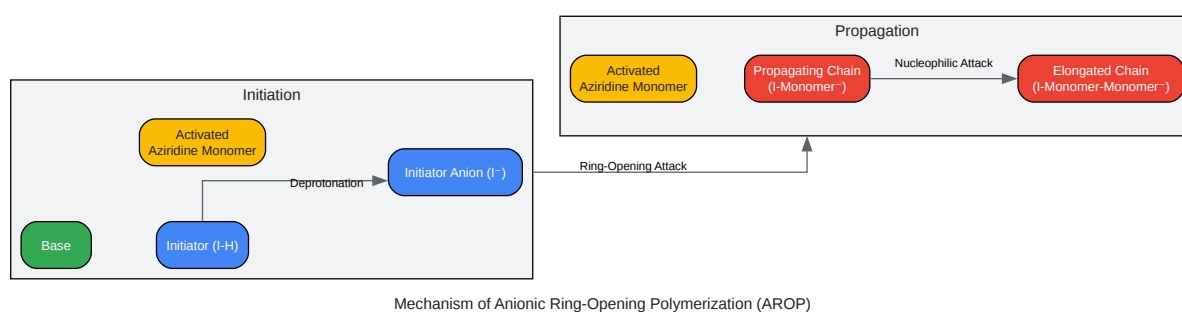 Initiation
Activated
Aziridine Monomer
Initiator Anion (I⁻)
Deprotonation
Base
Initiator (I-H)
Ring-Opening Attack
Propagation
Activated
Aziridine Monomer
Propagating Chain
(I-Monomer⁻)
Nucleophilic Attack
Elongated Chain
(I-Monomer-Monomer⁻)
Mechanism of Anionic Ring-Opening Polymerization (AROP)